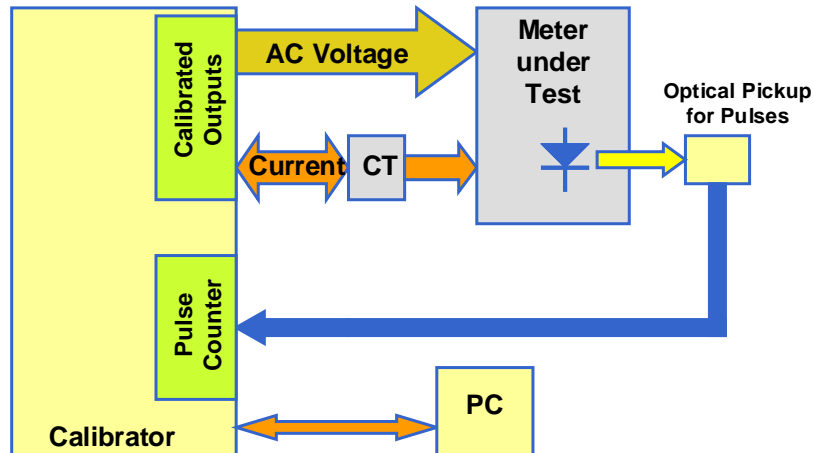 Calibrated
Outputs
AC Voltage
Meter
under
Test
Optical Pickup
for Pulses
Current
CT
Pulse
Counter
PC
Calibrator